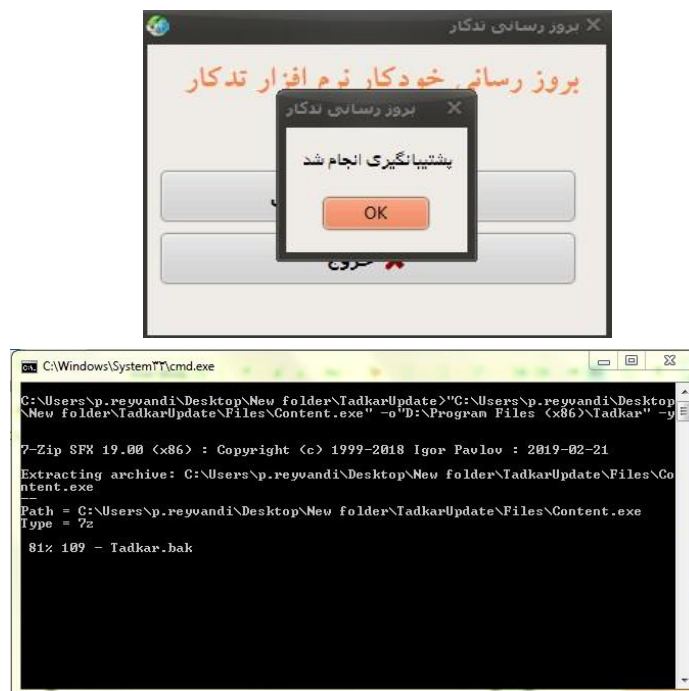 بروز رسانی تدکار
بروز رسانی خودکار نرم افزار تدکار
بروز رسانی تدکار
پشتیبانگیری انجام شد
OK
خروج
C:\Windows\System۳۲\cmd.exe
C:\Users\p.reyvandi\Desktop\New folder\TadkarUpdate>"C:\Users\p.reyvandi\Desktop
\New folder\TadkarUpdate\Files\Content.exe" -o"D:\Program Files (x86)\Tadkar" -y
7-Zip SFX 19.00 (x86) : Copyright (c) 1999-2018 Igor Pavlov : 2019-02-21
Extracting archive: C:\Users\p.reyvandi\Desktop\New folder\TadkarUpdate\Files\Co
ntent.exe
--
Path = C:\Users\p.reyvandi\Desktop\New folder\TadkarUpdate\Files\Content.exe
Type = 7z
81% 109 - Tadkar.bak